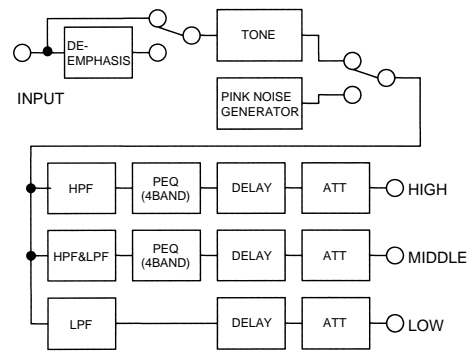 DE-
EMPHASIS
TONE
INPUT
PINK NOISE
GENERATOR
HPF
PEQ
(4BAND)
DELAY
ATT
HIGH
HPF&LPF
PEQ
(4BAND)
DELAY
ATT
MIDDLE
LPF
DELAY
ATT
LOW